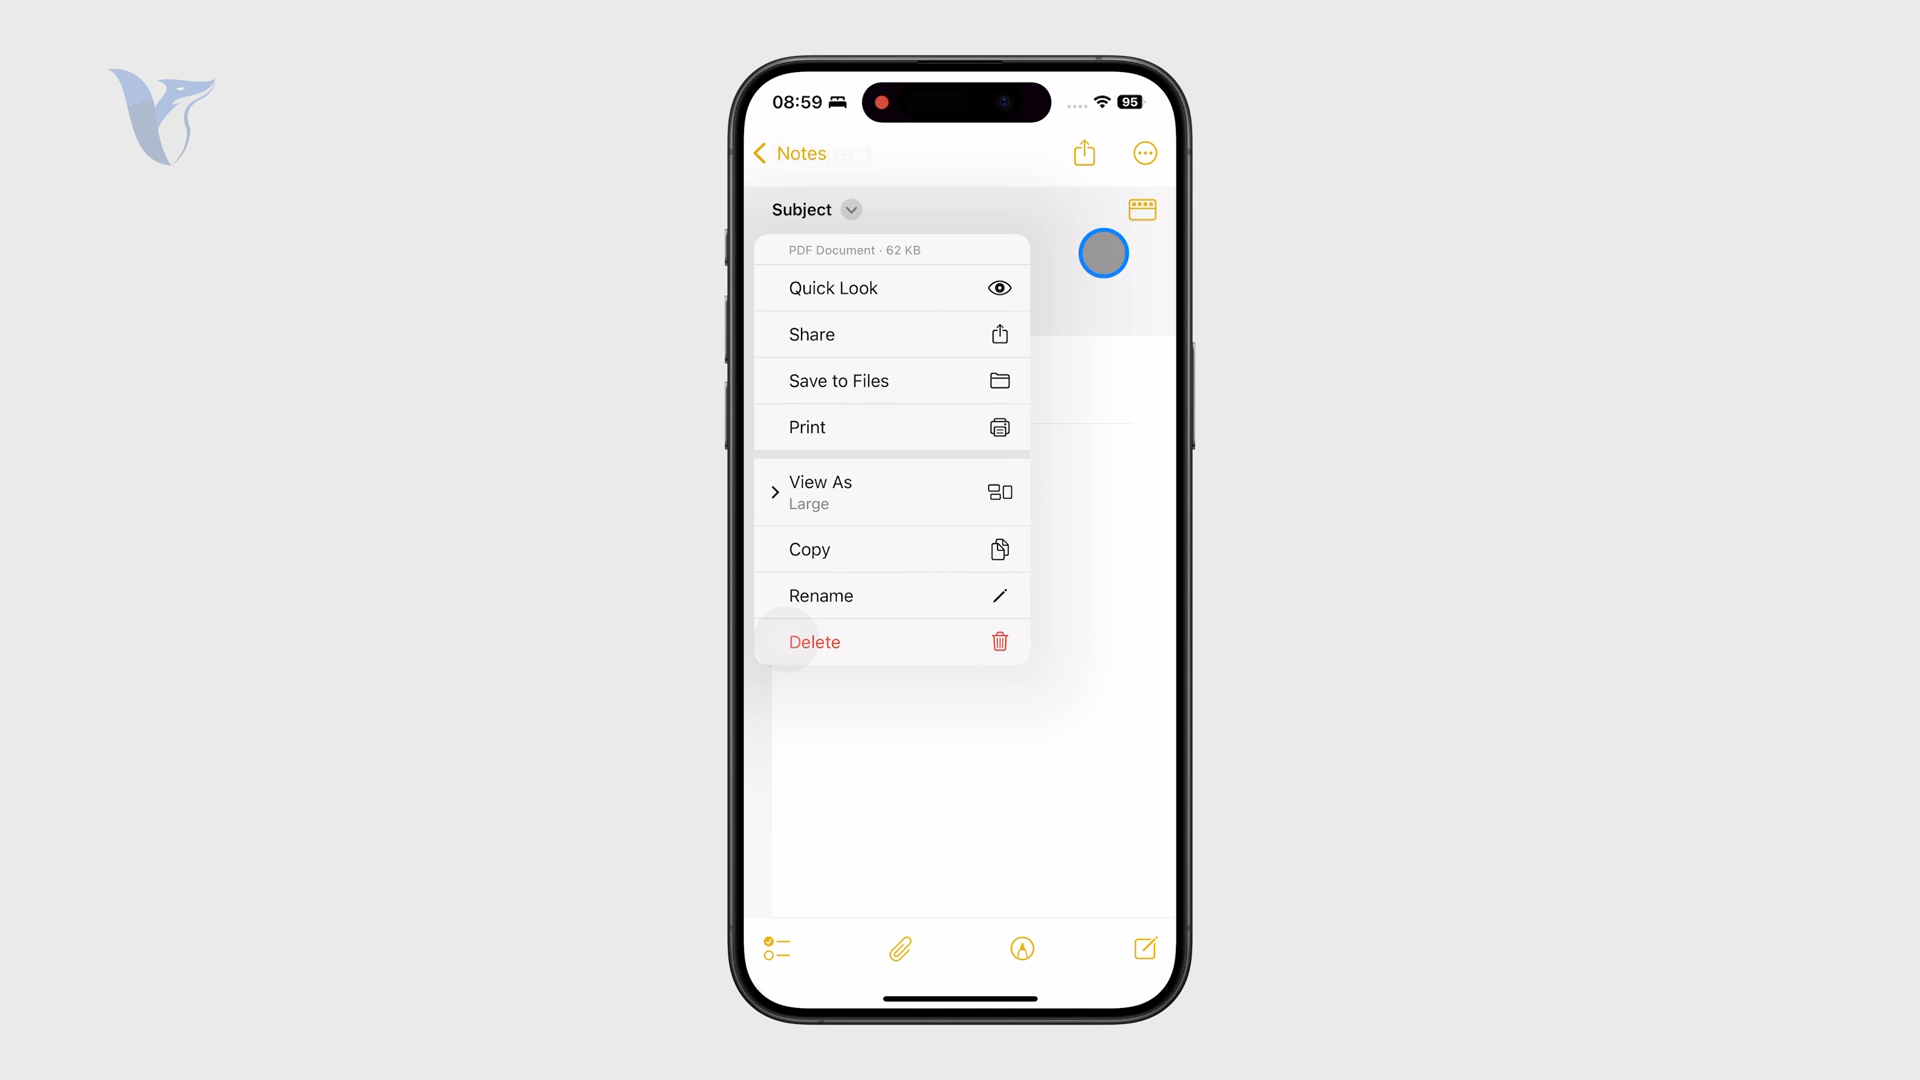 08:59
95
Notes
Subject
PDF Document · 62 KB
Quick Look
Share
Save to Files
Print
View As
Large
Copy
Rename
Delete